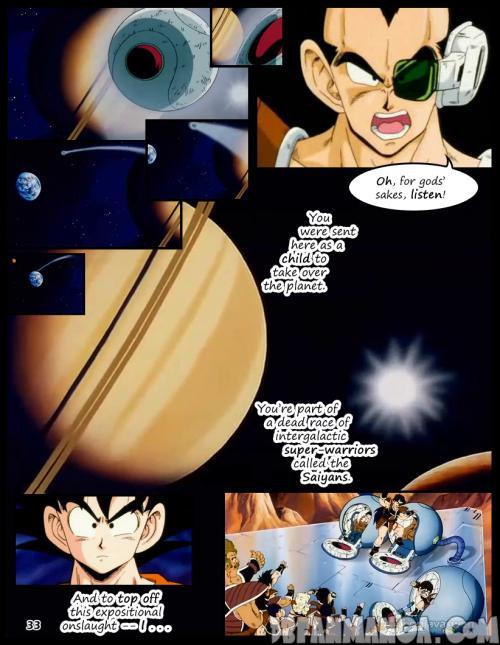 Oh, for gods'
sakes, listen!
You
were sent
here as a
child to
take over
the planet.
You're part of
a dead race of
intergalactic
super-warriors
called the
Saiyans.
And to top off
this expositional
onslaught -- I ...
33
DBFANMANGA.COM